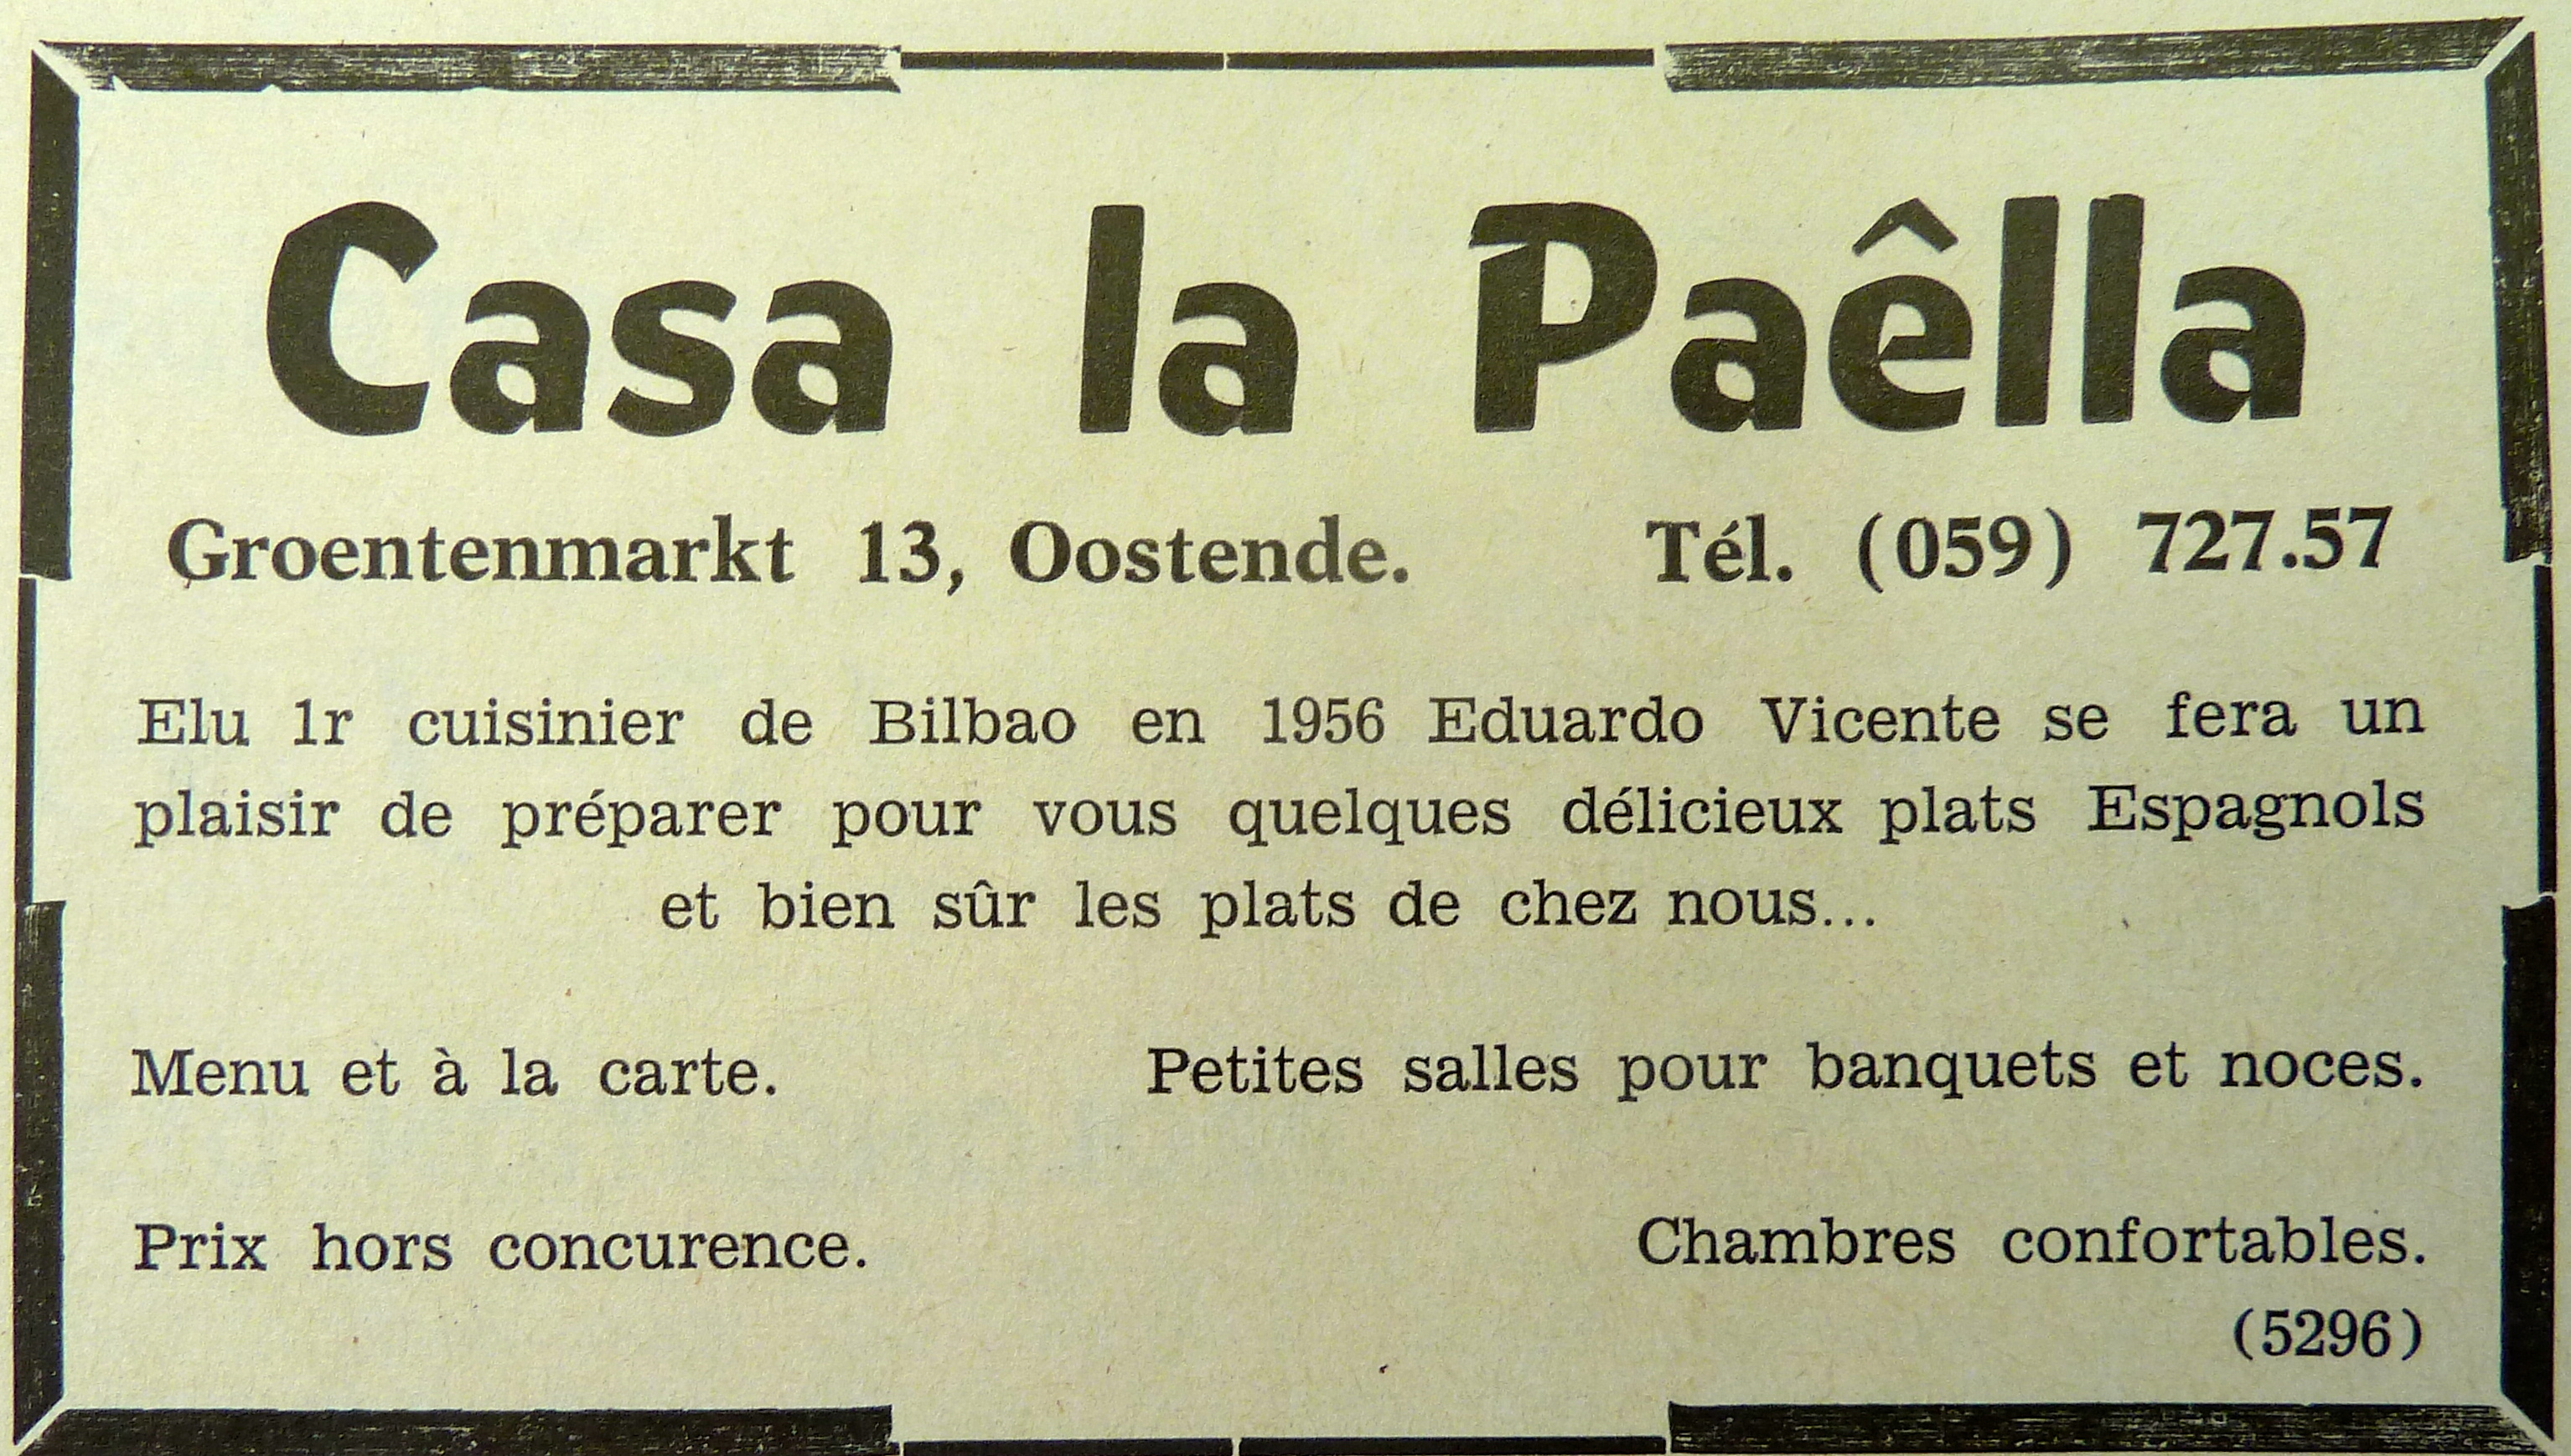 Casa la Paêlla
Groentenmarkt 13, Oostende. Tél. (059) 727.57
Elu 1r cuisinier de Bilbao en 1956 Eduardo Vicente se fera un
plaisir de préparer pour vous quelques délicieux plats Espagnols
et bien sûr les plats de chez nous...
Menu et à la carte. Petites salles pour banquets et noces.
Prix hors concurence. Chambres confortables.
(5296)